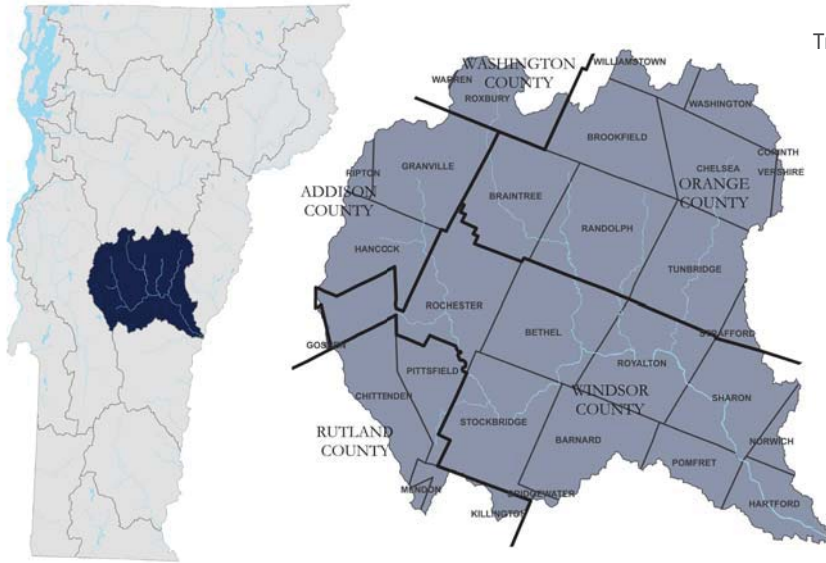 Tr
WASHINGTON
COUNTY
WILLIAMSTOWN
WARREN
ROXBURY
WASHINGTON
BROOKFIELD
CORINTH
VERSHIRE
CHELSEA
ORANGE
COUNTY
GRANVILLE
RIPTON
ADDISON
COUNTY
BRAINTREE
RANDOLPH
HANCOCK
TUNBRIDGE
ROCHESTER
BETHEL
STRAFFORD
GOSHEN
PITTSFIELD
ROYALTON
CHITTENDEN
WINDSOR
COUNTY
SHARON
STOCKBRIDGE
RUTLAND
COUNTY
BARNARD
NORWICH
POMFRET
MENDON
BRIDGEWATER
HARTFORD
KILLINGTON